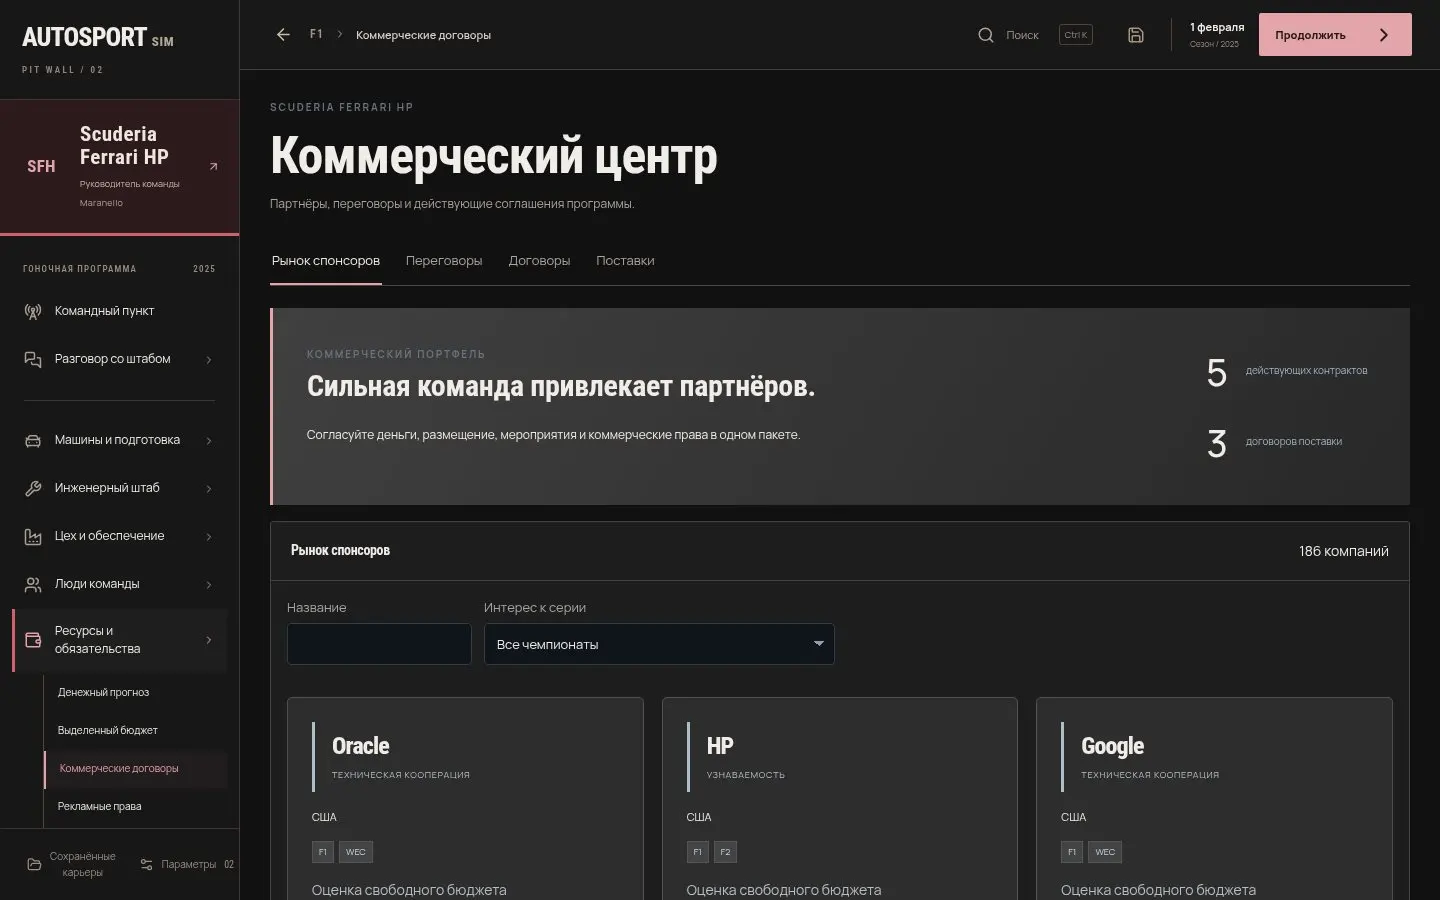 AUTOSPORT SIM
PIT WALL / 02
SFH
Scuderia
Ferrari HP
Руководитель команды
Maranello
ГОНОЧНАЯ ПРОГРАММА 2025
Командный пункт
Разговор со штабом
Машины и подготовка
Инженерный штаб
Цех и обеспечение
Люди команды
Ресурсы и
обязательства
Денежный прогноз
Выделенный бюджет
Коммерческие договоры
Рекламные права
Сохранённые
карьеры
Параметры 02
F1 Коммерческие договоры
Поиск Ctrl K
1 февраля
Сезон / 2025
Продолжить
SCUDERIA FERRARI HP
Коммерческий центр
Партнёры, переговоры и действующие соглашения программы.
Рынок спонсоров Переговоры Договоры Поставки
КОММЕРЧЕСКИЙ ПОРТФЕЛЬ
Сильная команда привлекает партнёров.
Согласуйте деньги, размещение, мероприятия и коммерческие права в одном пакете.
5 действующих контрактов
3 договоров поставки
Рынок спонсоров 186 компаний
Название Интерес к серии
Все чемпионаты
Oracle
ТЕХНИЧЕСКАЯ КООПЕРАЦИЯ
США
F1 WEC
Оценка свободного бюджета
HP
УЗНАВАЕМОСТЬ
США
F1 F2
Оценка свободного бюджета
Google
ТЕХНИЧЕСКАЯ КООПЕРАЦИЯ
США
F1 WEC
Оценка свободного бюджета